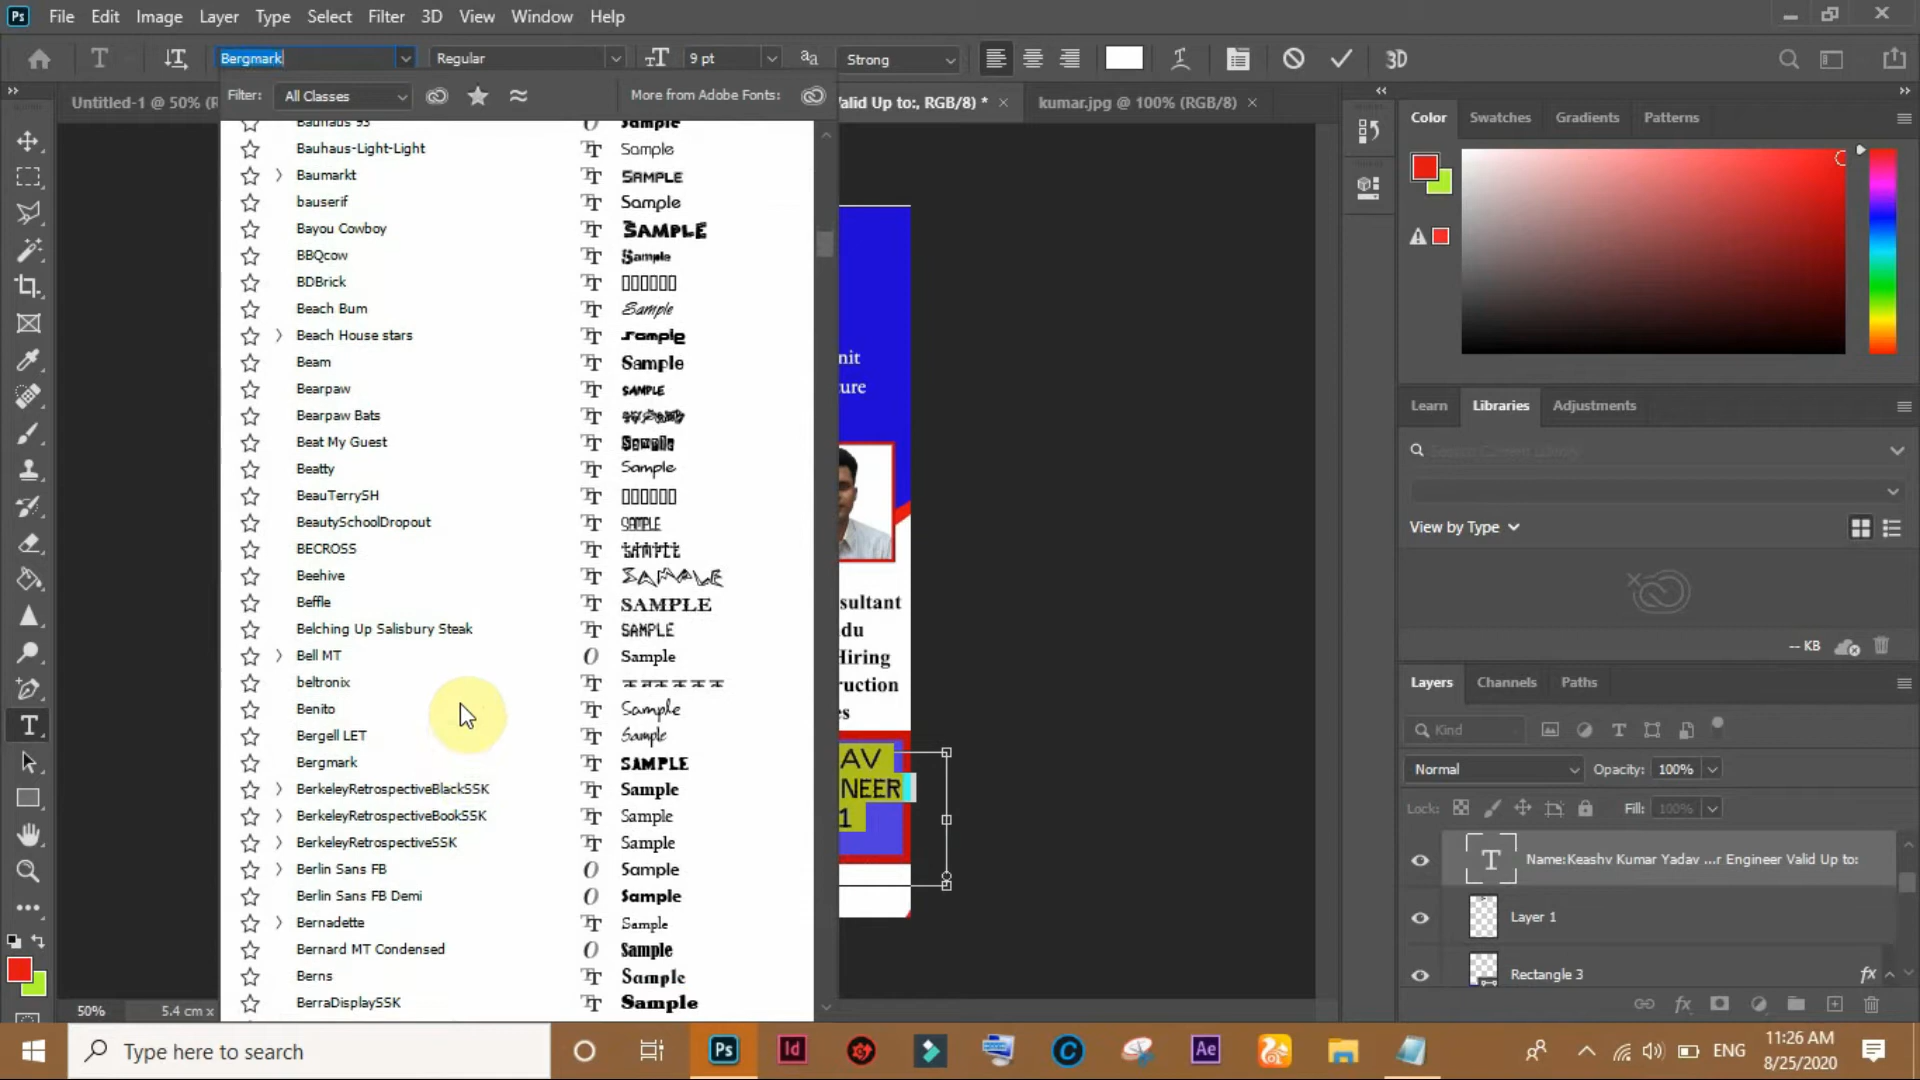 File Edit Image Layer Type Select Filter 3D View Window Help
Bergmark Regular 9 pt Strong
Filter: All Classes More from Adobe Fonts:
Untitled-1 @ 50% (R Valid Up to:, RGB/8) * × kumar.jpg @ 100% (RGB/8) ×
Bauhaus 93 Sample
Bauhaus-Light-Light Sample
Baumarkt SAMPLE
bauserif Sample
Bayou Cowboy SAMPLE
BBQcow Sample
BDBrick
Beach Bum Sample
Beach House stars sample
Beam Sample
Bearpaw SAMPLE
Bearpaw Bats
Beat My Guest Sample
Beatty Sample
BeauTerrySH
BeautySchoolDropout SAMPLE
BECROSS SAMPLE
Beehive SAMPLE
Beffle SAMPLE
Belching Up Salisbury Steak SAMPLE
Bell MT Sample
beltronix
Benito Sample
Bergell LET Sample
Bergmark SAMPLE
BerkeleyRetrospectiveBlackSSK Sample
BerkeleyRetrospectiveBookSSK Sample
BerkeleyRetrospectiveSSK Sample
Berlin Sans FB Sample
Berlin Sans FB Demi Sample
Bernadette Sample
Bernard MT Condensed Sample
Berns Sample
BerraDisplaySSK Sample
nit
ture
sultant
du
Hiring
ruction
es
AV
NEER
1
Color Swatches Gradients Patterns
Learn Libraries Adjustments
Search Current Library
View by Type
-- KB
Layers Channels Paths
Kind
Normal Opacity: 100%
Lock: Fill: 100%
Name:Keashv Kumar Yadav ...r Engineer Valid Up to:
Layer 1
Rectangle 3 fx
50% 5.4 cm x
Type here to search
ENG
11:26 AM
8/25/2020